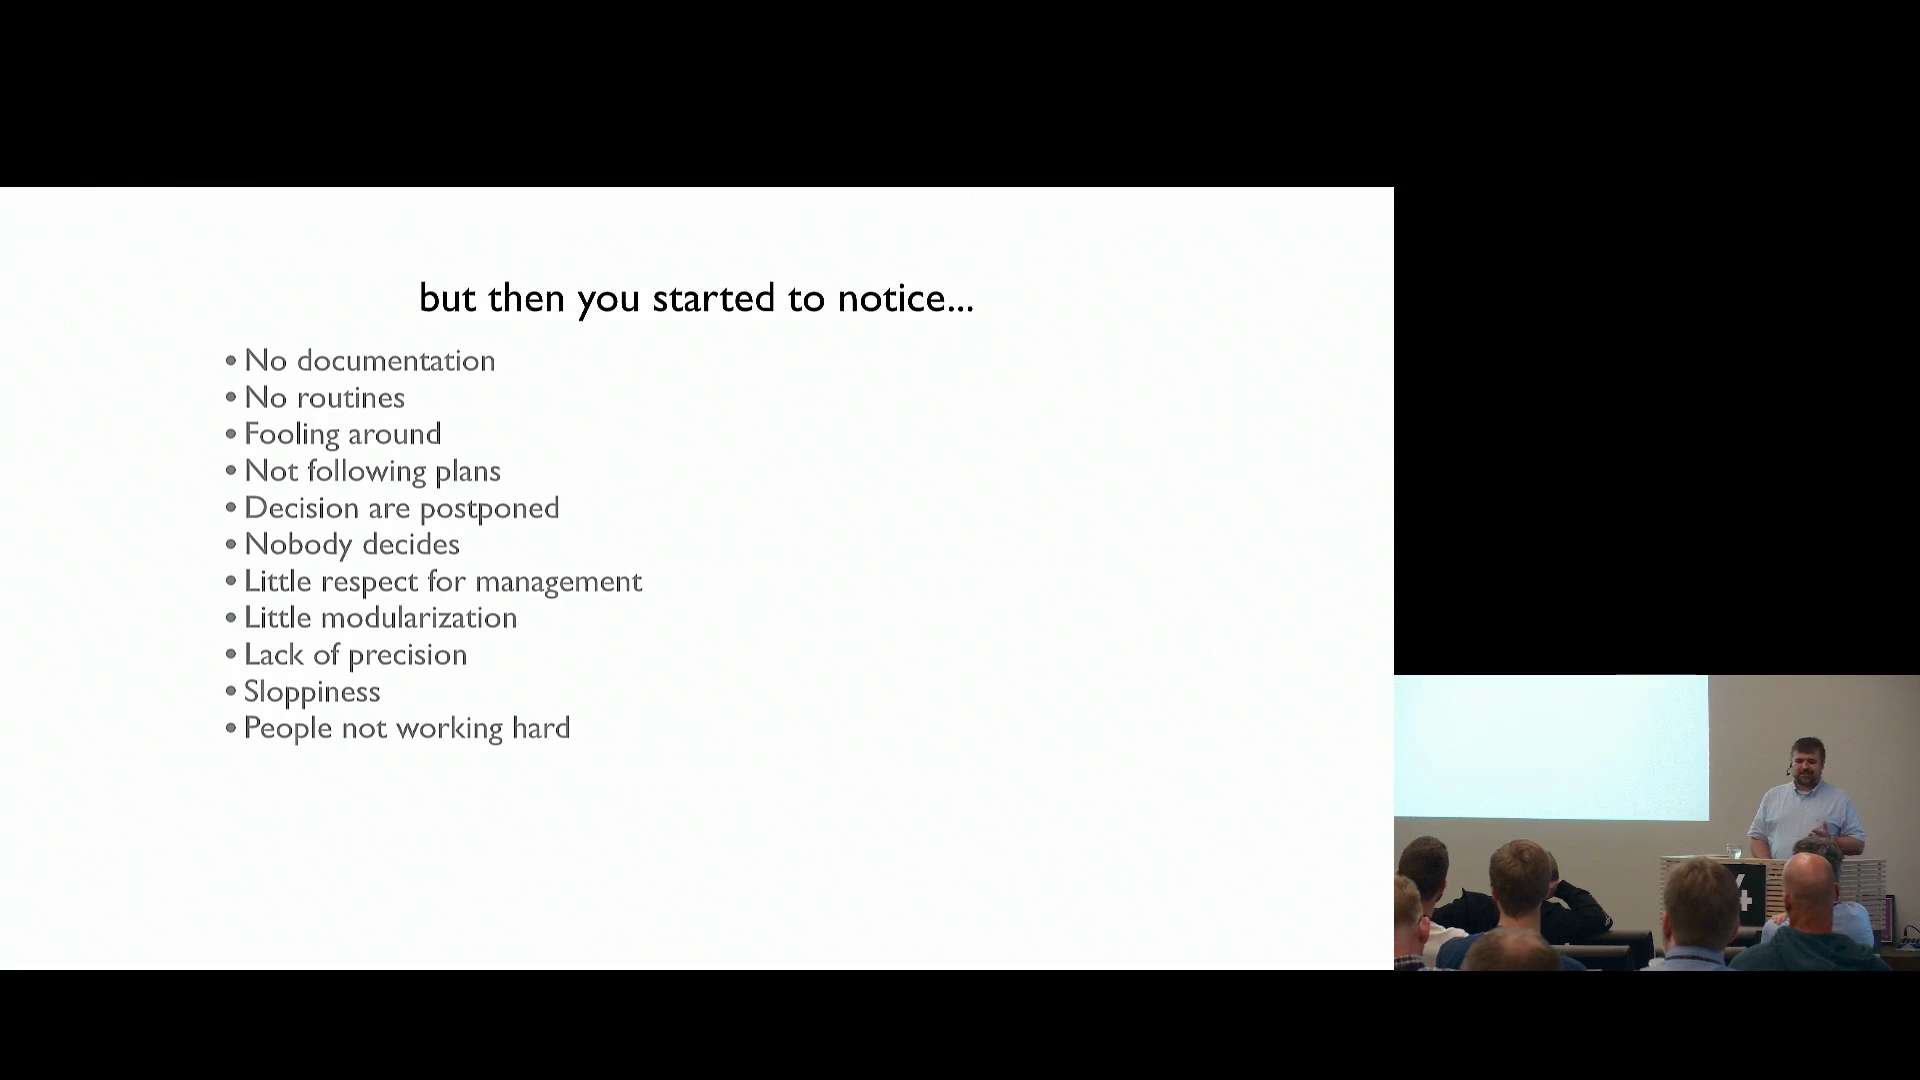 but then you started to notice...
• No documentation
• No routines
• Fooling around
• Not following plans
• Decision are postponed
• Nobody decides
• Little respect for management
• Little modularization
• Lack of precision
• Sloppiness
• People not working hard
4